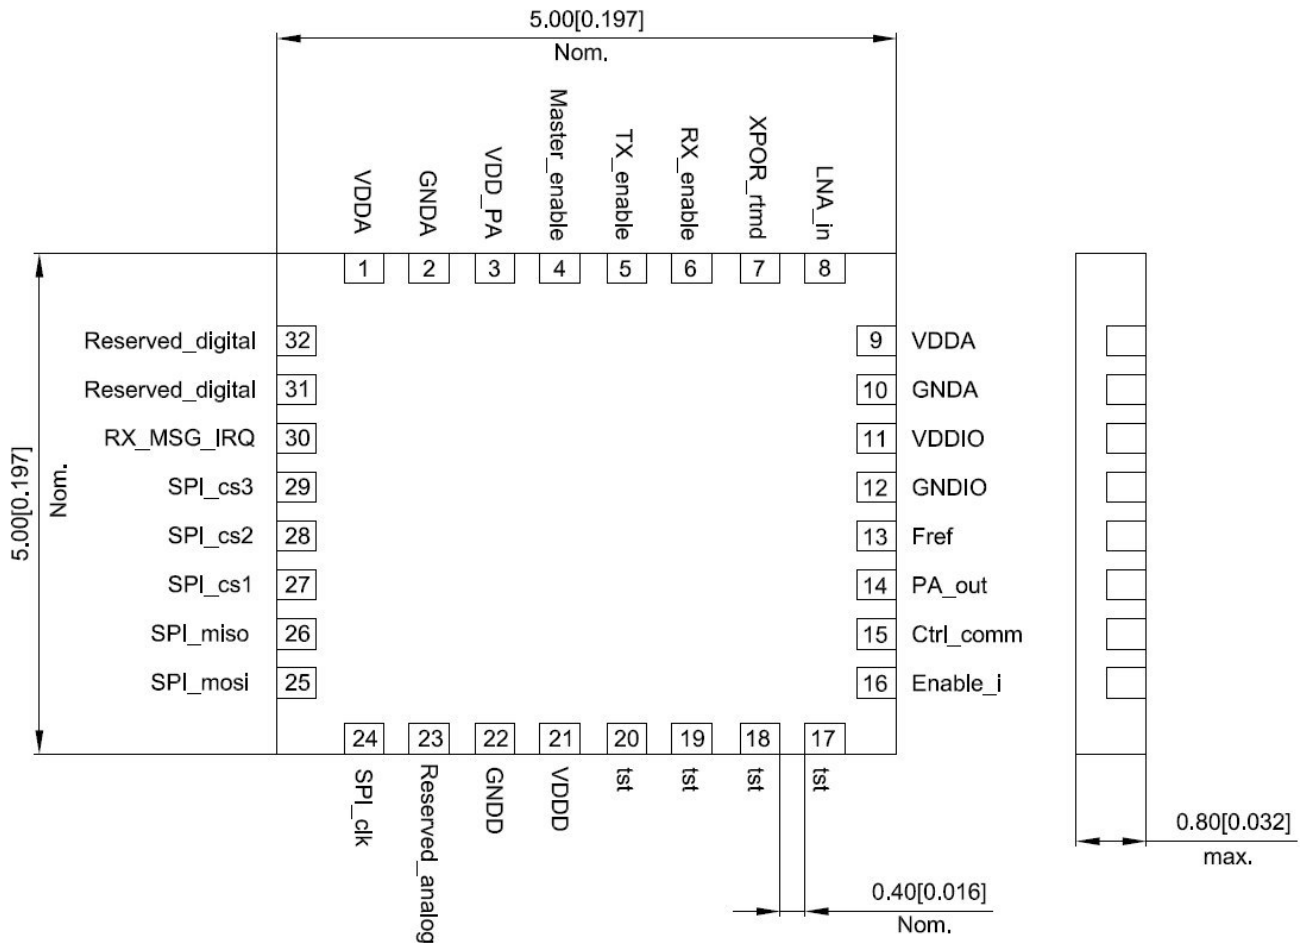 5.00[0.197]
Nom.
VDDA
GNDA
VDD_PA
Master_enable
TX_enable
RX_enable
XPOR_rtmd
LNA_in
1 2 3 4 5 6 7 8
Reserved_digital 32
9 VDDA
Reserved_digital 31
10 GNDA
RX_MSG_IRQ 30
11 VDDIO
SPI_cs3 29
12 GNDIO
SPI_cs2 28
13 Fref
SPI_cs1 27
14 PA_out
SPI_miso 26
15 Ctrl_comm
SPI_mosi 25
16 Enable_i
5.00[0.197]
Nom.
24 23 22 21 20 19 18 17
SPI_clk
Reserved_analog
GNDD
VDDD
tst
tst
tst
tst
0.80[0.032]
max.
0.40[0.016]
Nom.